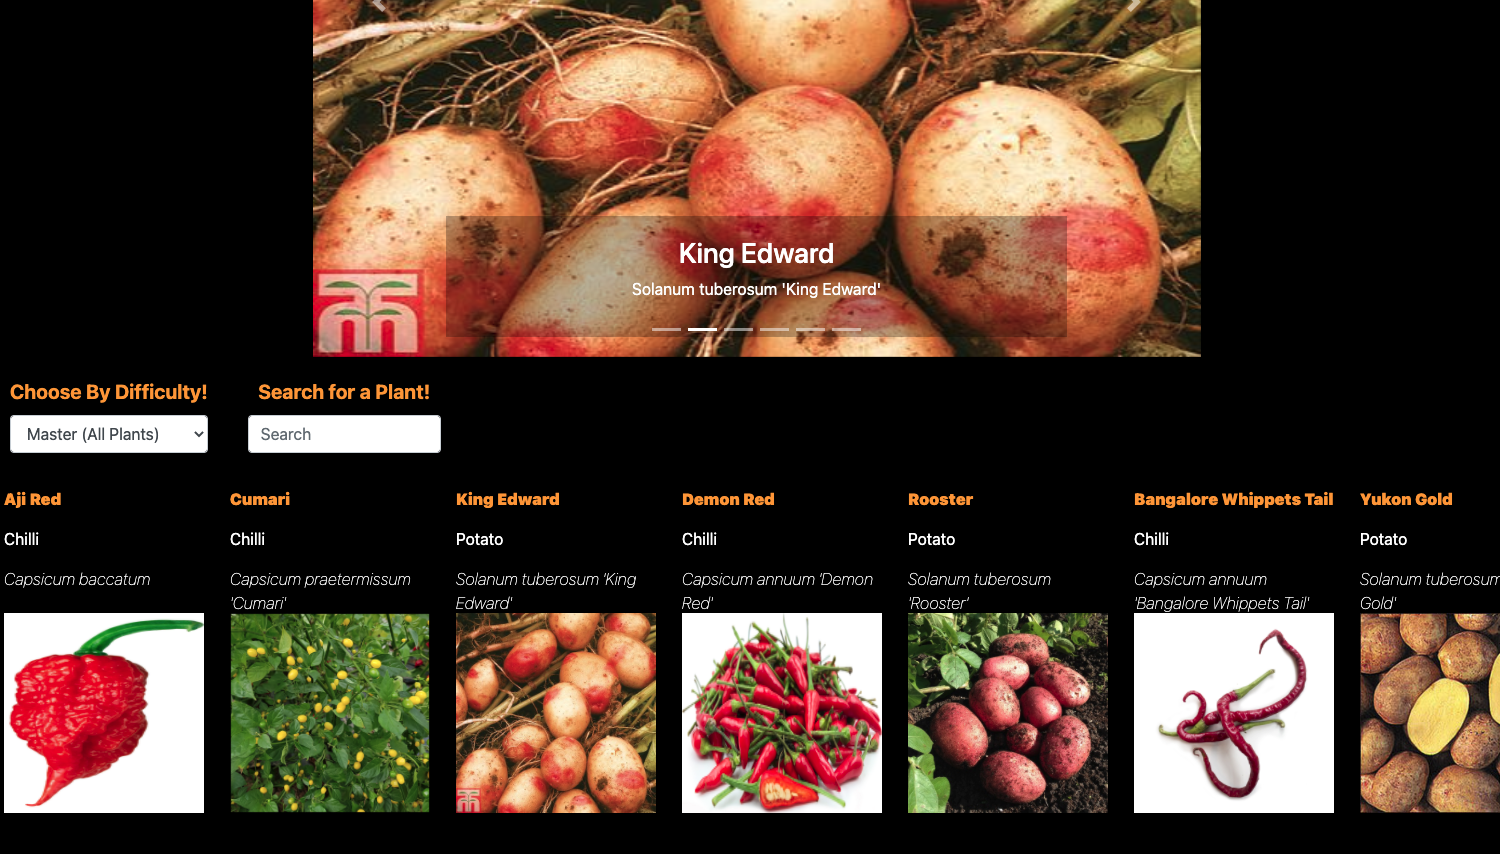 King Edward
Solanum tuberosum 'King Edward'
Choose By Difficulty!
Search for a Plant!
Master (All Plants)
Search
Aji Red
Chilli
Capsicum baccatum
Cumari
Chilli
Capsicum praetermissum
'Cumari'
King Edward
Potato
Solanum tuberosum 'King
Edward'
Demon Red
Chilli
Capsicum annuum 'Demon
Red'
Rooster
Potato
Solanum tuberosum
'Rooster'
Bangalore Whippets Tail
Chilli
Capsicum annuum
'Bangalore Whippets Tail'
Yukon Gold
Potato
Solanum tuberosum
Gold'